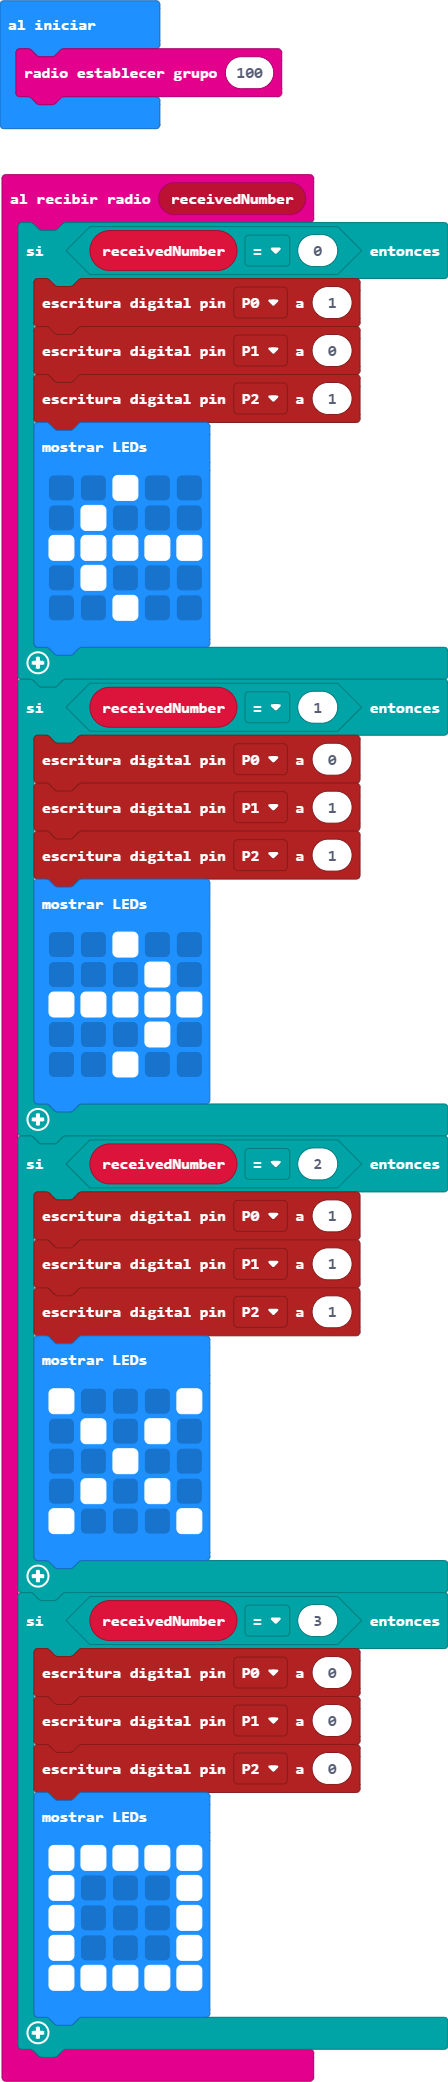 al iniciar
radio establecer grupo 100
al recibir radio receivedNumber
si receivedNumber = 0 entonces
escritura digital pin P0 a 1
escritura digital pin P1 a 0
escritura digital pin P2 a 1
mostrar LEDs
si receivedNumber = 1 entonces
escritura digital pin P0 a 0
escritura digital pin P1 a 1
escritura digital pin P2 a 1
mostrar LEDs
si receivedNumber = 2 entonces
escritura digital pin P0 a 1
escritura digital pin P1 a 1
escritura digital pin P2 a 1
mostrar LEDs
si receivedNumber = 3 entonces
escritura digital pin P0 a 0
escritura digital pin P1 a 0
escritura digital pin P2 a 0
mostrar LEDs